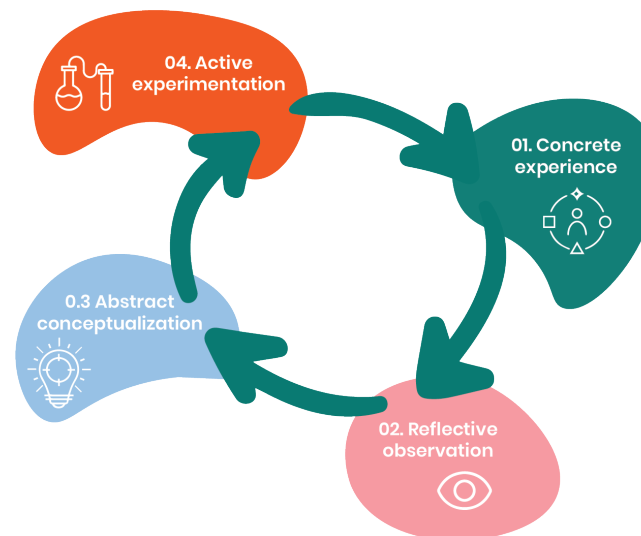 04. Active
experimentation
01. Concrete
experience
0.3 Abstract
conceptualization
02. Reflective
observation